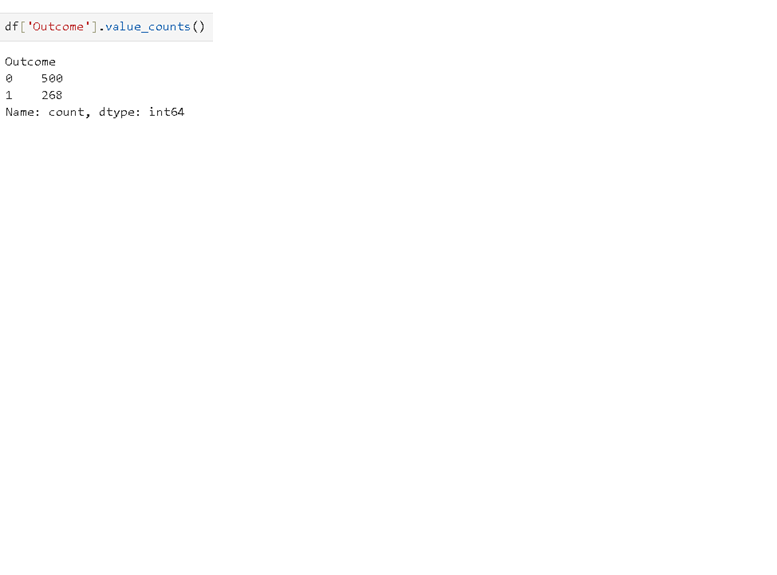 df['Outcome'].value_counts()
Outcome
0    500
1    268
Name: count, dtype: int64